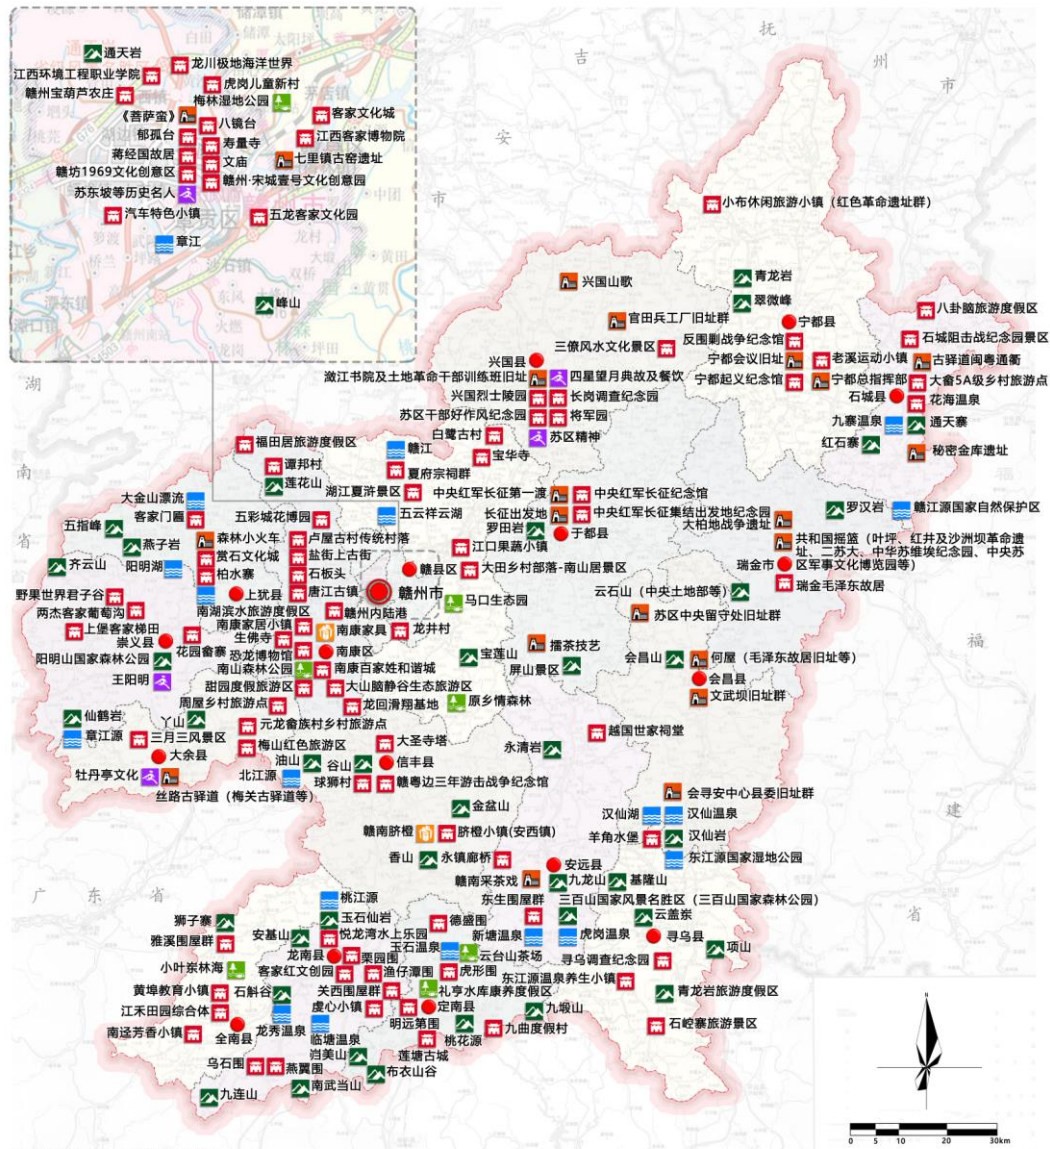 抚
州
市
吉
安
市
湖
南
省
广
东
省
福
建
省
通天岩
龙川极地海洋世界
江西环境工程职业学院
虎岗儿童新村
赣州宝葫芦农庄
梅林湿地公园
《菩萨蛮》
八镜台
客家文化城
郁孤台
寿量寺
江西客家博物院
蒋经国故居
文庙
七里镇古窑遗址
赣坊1969文化创意区
赣州·宋城壹号文化创意园
苏东坡等历史名人
汽车特色小镇
五龙客家文化园
章江
峰山
小布休闲旅游小镇（红色革命遗址群）
兴国山歌
青龙岩
翠微峰
官田兵工厂旧址群
宁都县
八卦脑旅游度假区
三僚风水文化景区
反围剿战争纪念馆
石城阻击战纪念园景区
兴国县
宁都会议旧址
老溪运动小镇
古驿道闽粤通衢
潋江书院及土地革命干部训练班旧址
四星望月典故及餐饮
宁都起义纪念馆
宁都总指挥部
大畲5A级乡村旅游点
兴国烈士陵园
长岗调查纪念园
石城县
花海温泉
苏区干部好作风纪念园
将军园
九寨温泉
通天寨
白鹭古村
苏区精神
红石寨
秘密金库遗址
福田居旅游度假区
赣江
宝华寺
谭邦村
夏府宗祠群
莲花山
湖江夏浒景区
中央红军长征第一渡
中央红军长征纪念馆
大金山漂流
五云祥云湖
长征出发地
中央红军长征集结出发地纪念园
罗汉岩
赣江源国家自然保护区
客家门匾
五彩城花博园
罗田岩
于都县
大柏地战争遗址
五指峰
森林小火车
卢屋古村传统村落
江口果蔬小镇
共和国摇篮（叶坪、红井及沙洲坝革命遗
址、二苏大、中华苏维埃纪念园、中央苏
区军事文化博览园等）
燕子岩
赏石文化城
盐街上古街
齐云山
阳明湖
柏水寨
石板头
赣县区
大田乡村部落-南山居景区
瑞金市
野果世界君子谷
上犹县
唐江古镇
赣州市
云石山（中央土地部等）
瑞金毛泽东故居
两杰客家葡萄沟
南湖滨水旅游度假区
赣州内陆港
马口生态园
苏区中央留守处旧址群
上堡客家梯田
南康家居小镇
南康家具
龙井村
崇义县
花园畲寨
生佛寺
擂茶技艺
恐龙博物馆
南康区
宝莲山
会昌山
何屋（毛泽东故居旧址等）
阳明山国家森林公园
南山森林公园
南康百家姓和谐城
屏山景区
会昌县
王阳明
甜园度假旅游区
大山脑静谷生态旅游区
文武坝旧址群
周屋乡村旅游点
龙回滑翔基地
原乡情森林
仙鹤岩
丫山
元龙畲族村乡村旅游点
章江源
三月三风景区
越国世家祠堂
梅山红色旅游区
大圣寺塔
永清岩
大余县
油山
谷山
信丰县
牡丹亭文化
北江源
球狮村
赣粤边三年游击战争纪念馆
丝路古驿道（梅关古驿道等）
会寻安中心县委旧址群
金盆山
汉仙湖
汉仙温泉
赣南脐橙
脐橙小镇(安西镇)
羊角水堡
汉仙岩
香山
永镇廊桥
安远县
东江源国家湿地公园
赣南采茶戏
九龙山
基隆山
桃江源
东生围屋群
三百山国家风景名胜区（三百山国家森林公园）
狮子寨
玉石仙岩
德盛围
云盖岽
雅溪围屋群
安基山
悦龙湾水上乐园
玉石温泉
新塘温泉
虎岗温泉
寻乌县
龙南县
栗园围
云台山茶场
项山
小叶岽林海
客家红文创园
渔仔潭围
虎形围
寻乌调查纪念园
东江源温泉养生小镇
黄埠教育小镇
石斛谷
关西围屋群
礼亨水库康养度假区
青龙岩旅游度假区
江禾田园综合体
虔心小镇
定南县
九塅山
全南县
龙秀温泉
明远第围
石崆寨旅游景区
南迳芳香小镇
临塘温泉
桃花源
九曲度假村
岿美山
莲塘古城
乌石围
燕翼围
布衣山谷
九连山
南武当山
N
0 5 10 20 30km